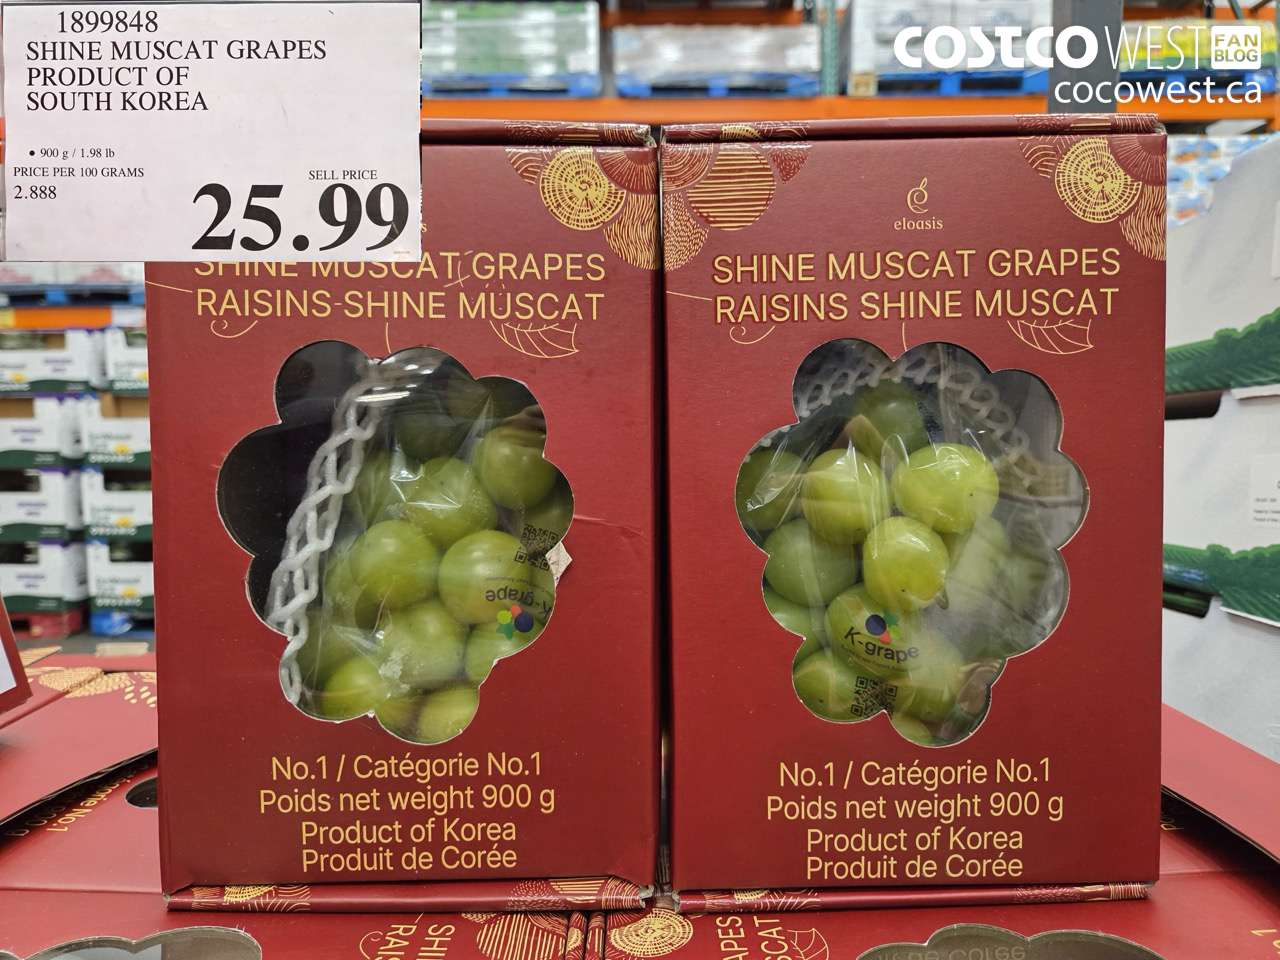 1899848
SHINE MUSCAT GRAPES
PRODUCT OF
SOUTH KOREA
• 900 g / 1.98 lb
PRICE PER 100 GRAMS
2.888
SELL PRICE
25.99
COSTCO WEST FAN BLOG
cocowest.ca
SHINE MUSCAT GRAPES
RAISINS SHINE MUSCAT
K-grape
No.1 / Catégorie No.1
Poids net weight 900 g
Product of Korea
Produit de Corée
eloasis
SHINE MUSCAT GRAPES
RAISINS SHINE MUSCAT
K-grape
No.1 / Catégorie No.1
Poids net weight 900 g
Product of Korea
Produit de Corée